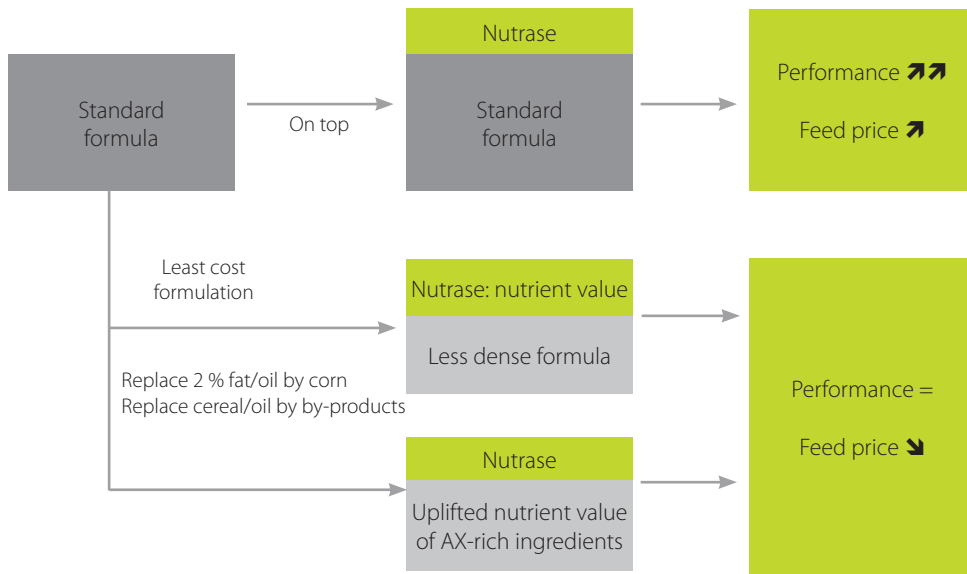 Standard
formula
On top
Nutrase
Standard
formula
Performance ⬈⬈
Feed price ⬈
Least cost
formulation
Nutrase: nutrient value
Less dense formula
Replace 2 % fat/oil by corn
Replace cereal/oil by by-products
Nutrase
Uplifted nutrient value
of AX-rich ingredients
Performance =
Feed price ⬊